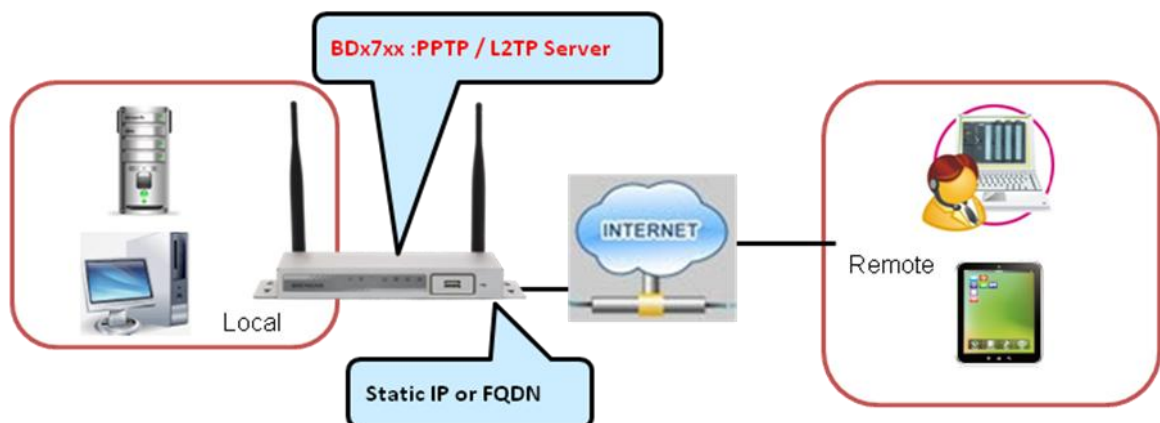 BDx7xx :PPTP / L2TP Server
INTERNET
Local
Remote
Static IP or FQDN